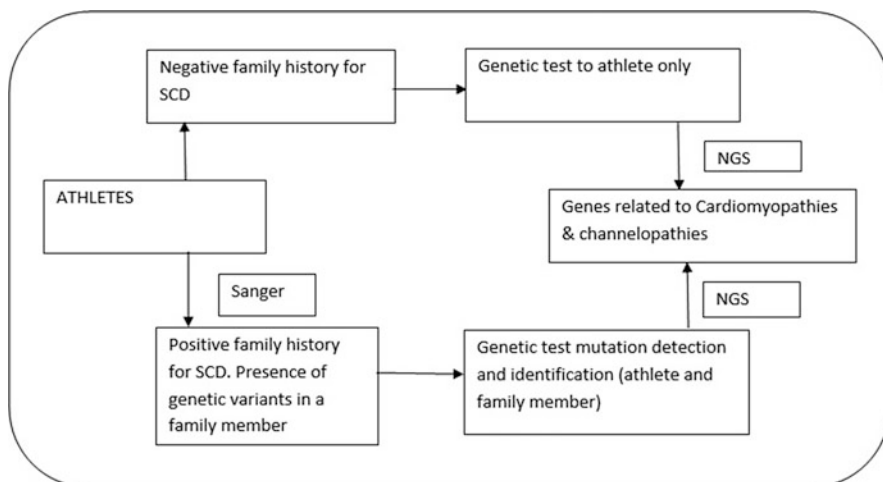 Negative family history for
SCD
Genetic test to athlete only
NGS
ATHLETES
Genes related to Cardiomyopathies
& channelopathies
Sanger
NGS
Positive family history
for SCD. Presence of
genetic variants in a
family member
Genetic test mutation detection
and identification (athlete and
family member)